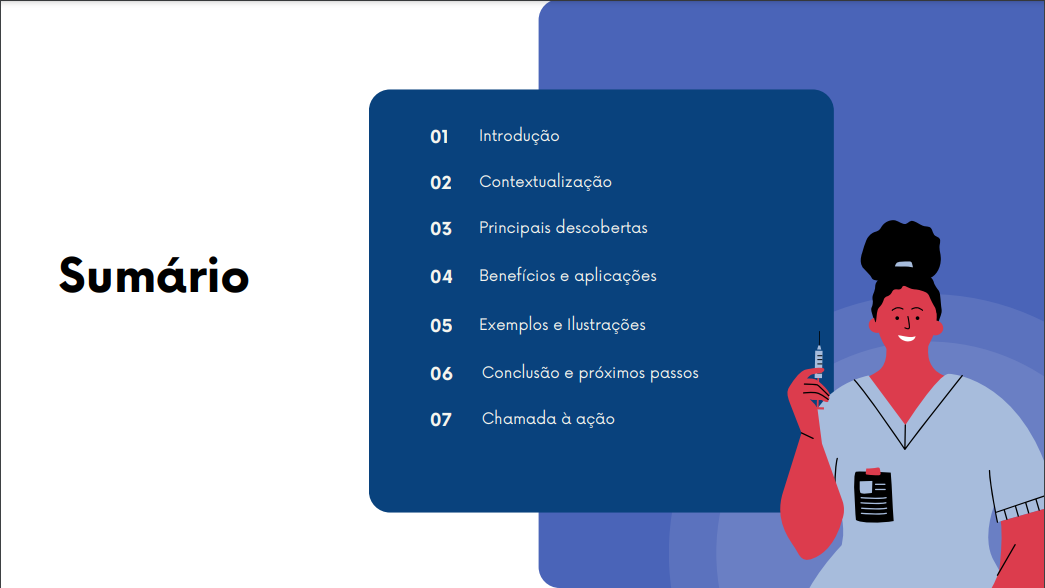 Sumário
01 Introdução
02 Contextualização
03 Principais descobertas
04 Benefícios e aplicações
05 Exemplos e Ilustrações
06 Conclusão e próximos passos
07 Chamada à ação